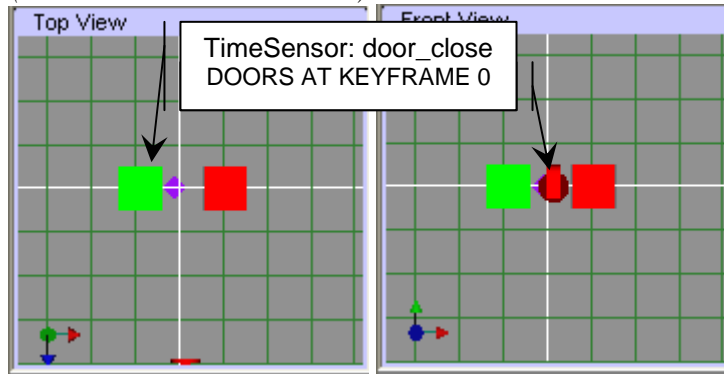 Top View
Front View
TimeSensor: door_close
DOORS AT KEYFRAME 0